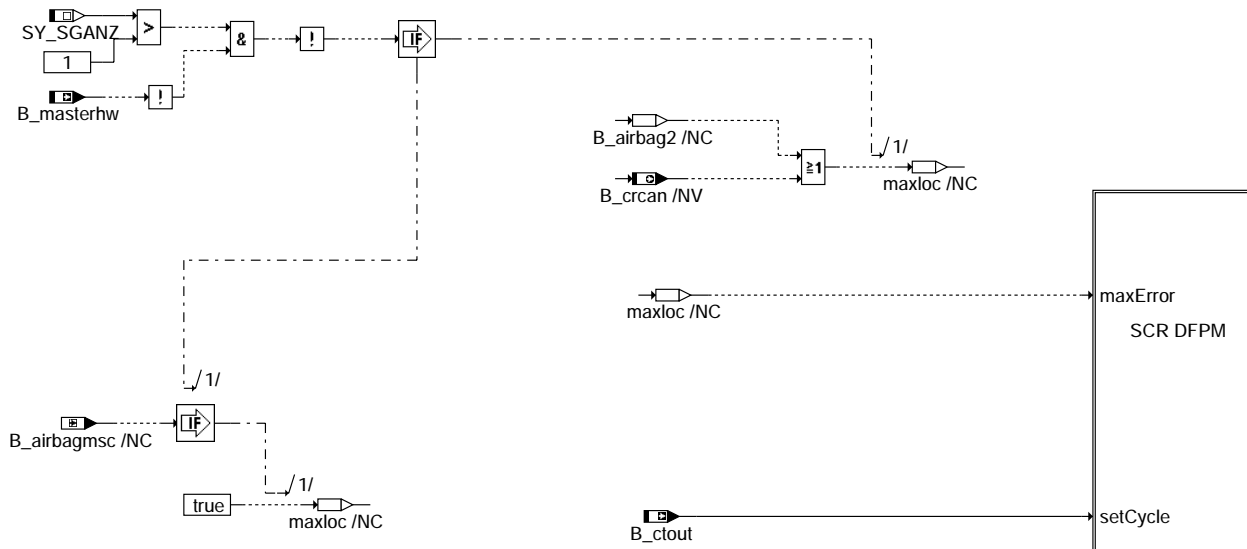 SY_SGANZ
>
1
&
!
IF
B_masterhw
!
B_airbag2 /NC
/1/
≧1
maxloc /NC
B_crcan /NV
maxError
maxloc /NC
SCR DFPM
/1/
IF
B_airbagmsc /NC
/1/
true
maxloc /NC
setCycle
B_ctout